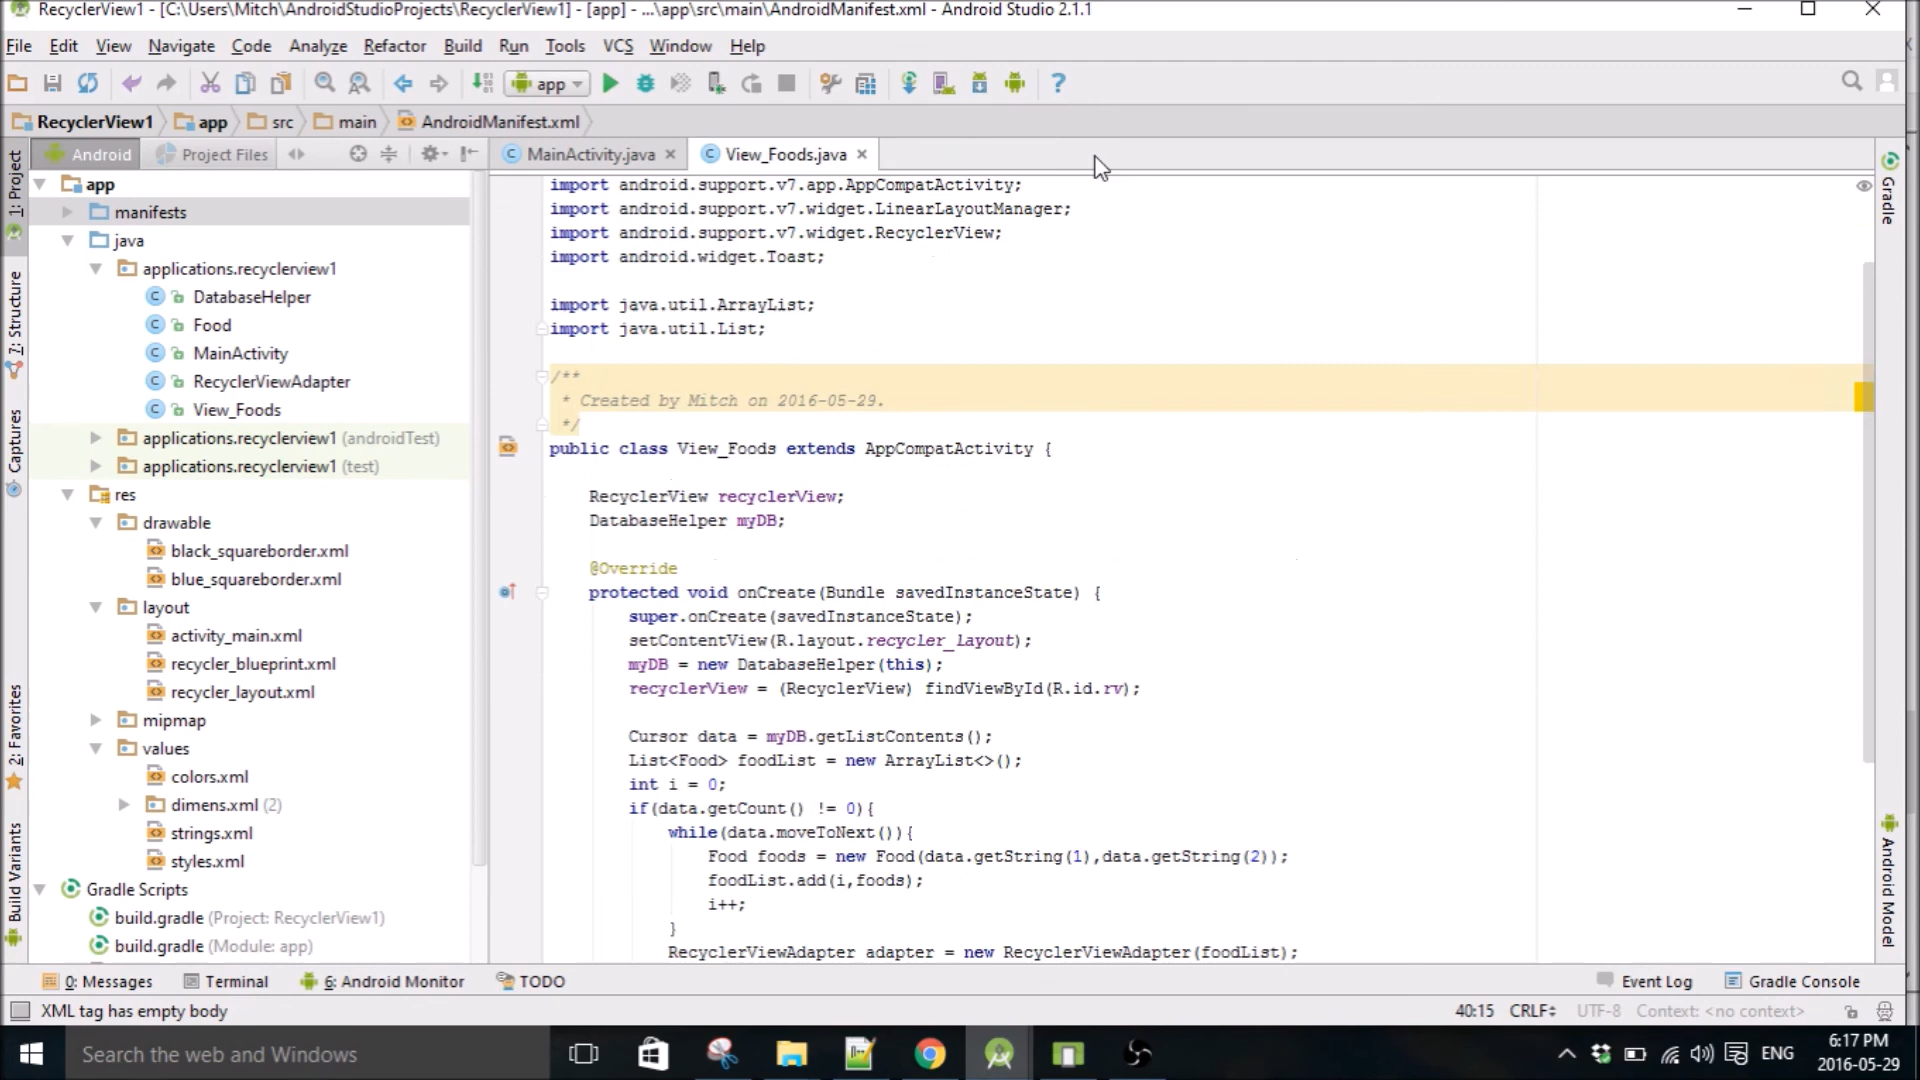 RecyclerView1 - [C:\Users\Mitch\AndroidStudioProjects\RecyclerView1] - [app] - ...\app\src\main\AndroidManifest.xml - Android Studio 2.1.1
File Edit View Navigate Code Analyze Refactor Build Run Tools VCS Window Help
app
RecyclerView1 app src main AndroidManifest.xml
Android Project Files
MainActivity.java View_Foods.java
1: Project
7: Structure
Captures
2: Favorites
Build Variants
app
manifests
java
applications.recyclerview1
DatabaseHelper
Food
MainActivity
RecyclerViewAdapter
View_Foods
applications.recyclerview1 (androidTest)
applications.recyclerview1 (test)
res
drawable
black_squareborder.xml
blue_squareborder.xml
layout
activity_main.xml
recycler_blueprint.xml
recycler_layout.xml
mipmap
values
colors.xml
dimens.xml (2)
strings.xml
styles.xml
Gradle Scripts
build.gradle (Project: RecyclerView1)
build.gradle (Module: app)
import android.support.v7.app.AppCompatActivity;
import android.support.v7.widget.LinearLayoutManager;
import android.support.v7.widget.RecyclerView;
import android.widget.Toast;
import java.util.ArrayList;
import java.util.List;
/**
* Created by Mitch on 2016-05-29.
*/
public class View_Foods extends AppCompatActivity {
RecyclerView recyclerView;
DatabaseHelper myDB;
@Override
protected void onCreate(Bundle savedInstanceState) {
super.onCreate(savedInstanceState);
setContentView(R.layout.recycler_layout);
myDB = new DatabaseHelper(this);
recyclerView = (RecyclerView) findViewById(R.id.rv);
Cursor data = myDB.getListContents();
List<Food> foodList = new ArrayList<>();
int i = 0;
if(data.getCount() != 0){
while(data.moveToNext()){
Food foods = new Food(data.getString(1),data.getString(2));
foodList.add(i,foods);
i++;
}
RecyclerViewAdapter adapter = new RecyclerViewAdapter(foodList);
Gradle
Android Model
0: Messages Terminal 6: Android Monitor TODO Event Log Gradle Console
XML tag has empty body 40:15 CRLF UTF-8 Context: <no context>
Search the web and Windows
ENG
6:17 PM
2016-05-29